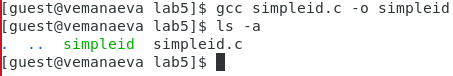 [guest@vemanaeva lab5]$ gcc simpleid.c -o simpleid
[guest@vemanaeva lab5]$ ls -a
.  ..  simpleid  simpleid.c
[guest@vemanaeva lab5]$